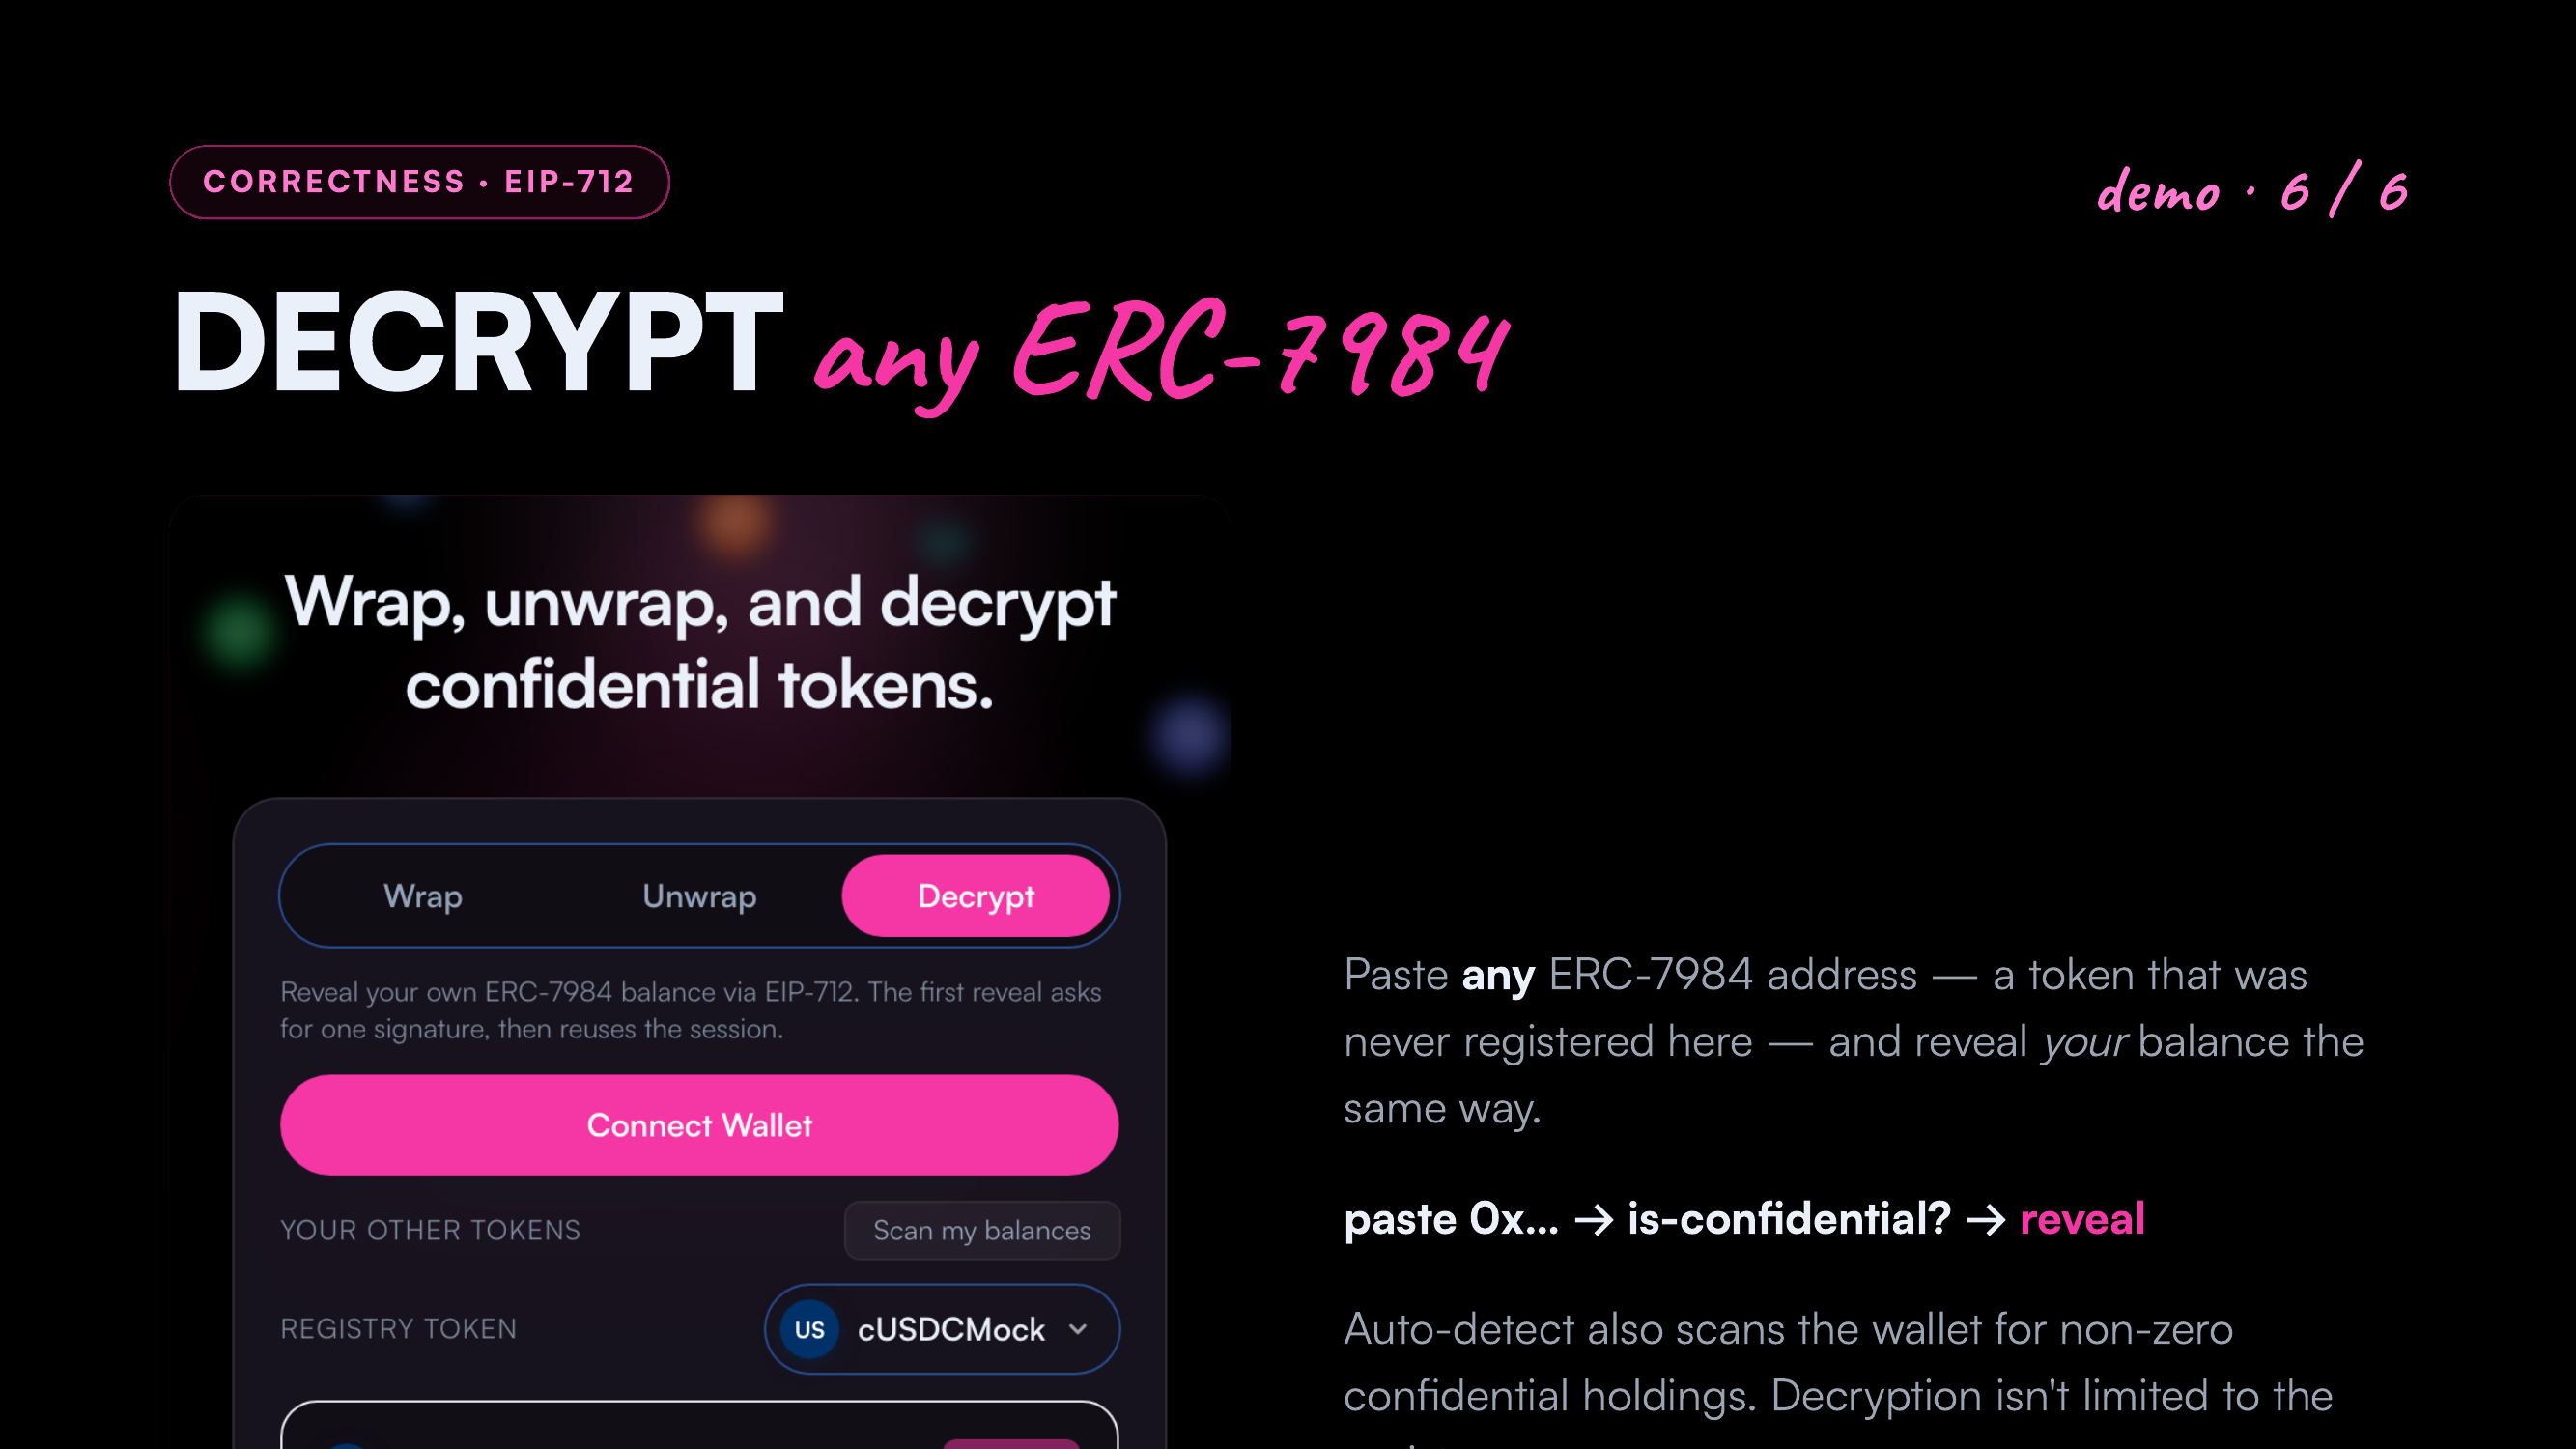 CORRECTNESS · EIP-712
demo · 6 / 6
DECRYPT any ERC-7984
Wrap, unwrap, and decrypt
confidential tokens.
Wrap
Unwrap
Decrypt
Reveal your own ERC-7984 balance via EIP-712. The first reveal asks
for one signature, then reuses the session.
Connect Wallet
YOUR OTHER TOKENS
Scan my balances
REGISTRY TOKEN
US cUSDCMock
Paste any ERC-7984 address — a token that was
never registered here — and reveal your balance the
same way.
paste 0x... → is-confidential? → reveal
Auto-detect also scans the wallet for non-zero
confidential holdings. Decryption isn't limited to the